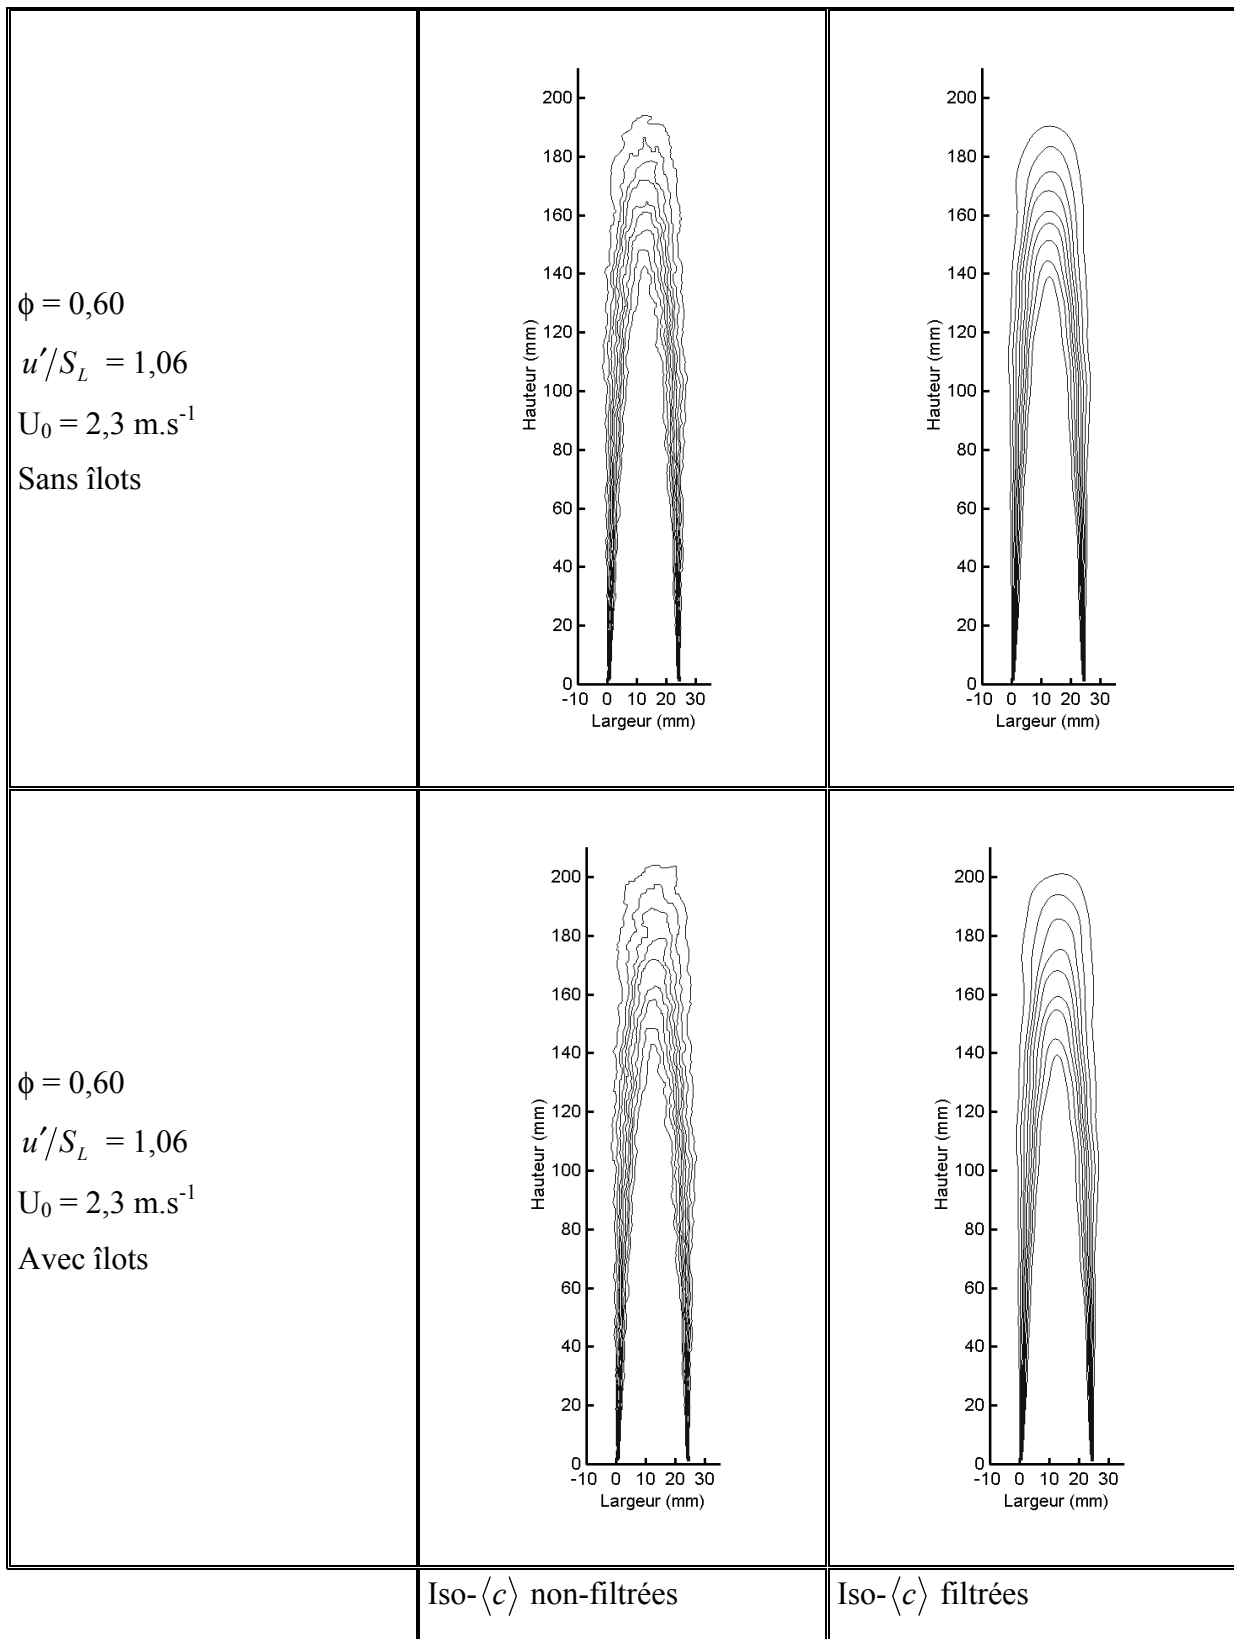 ϕ = 0,60
u′/S_L = 1,06
U₀ = 2,3 m.s⁻¹
Sans îlots
200
180
160
140
120
100
80
60
40
20
0
Hauteur (mm)
-10 0 10 20 30
Largeur (mm)
200
180
160
140
120
100
80
60
40
20
0
Hauteur (mm)
-10 0 10 20 30
Largeur (mm)
ϕ = 0,60
u′/S_L = 1,06
U₀ = 2,3 m.s⁻¹
Avec îlots
200
180
160
140
120
100
80
60
40
20
0
Hauteur (mm)
-10 0 10 20 30
Largeur (mm)
200
180
160
140
120
100
80
60
40
20
0
Hauteur (mm)
-10 0 10 20 30
Largeur (mm)
Iso-⟨c⟩ non-filtrées
Iso-⟨c⟩ filtrées